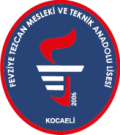 FEVZİYE TEZCAN MESLEKİ VE TEKNİK ANADOLU LİSESİ
2006
KOCAELİ